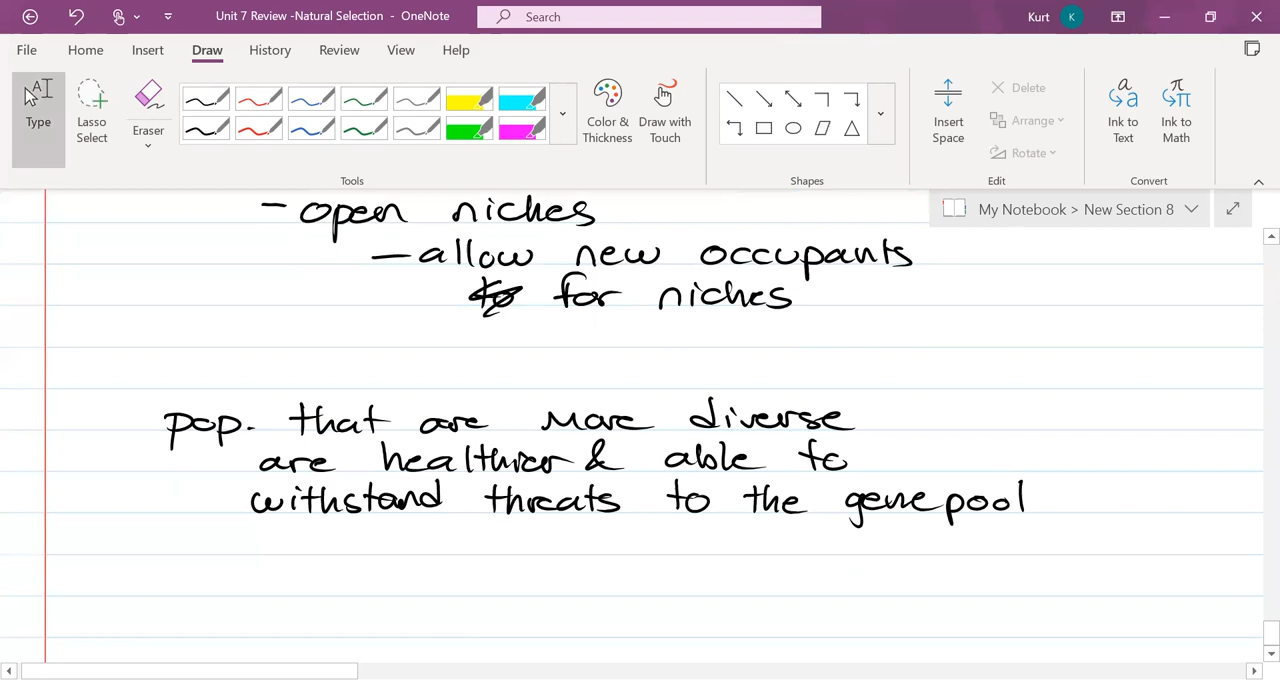 Unit 7 Review -Natural Selection - OneNote
Search
Kurt K
File Home Insert Draw History Review View Help
Type
Lasso Select
Eraser
Color & Thickness
Draw with Touch
Insert Space
Delete
Arrange
Rotate
Ink to Text
Ink to Math
Tools Shapes Edit Convert
My Notebook > New Section 8
- open niches
- allow new occupants
to for niches
pop. that are more diverse
are healthier & able to
withstand threats to the genepool